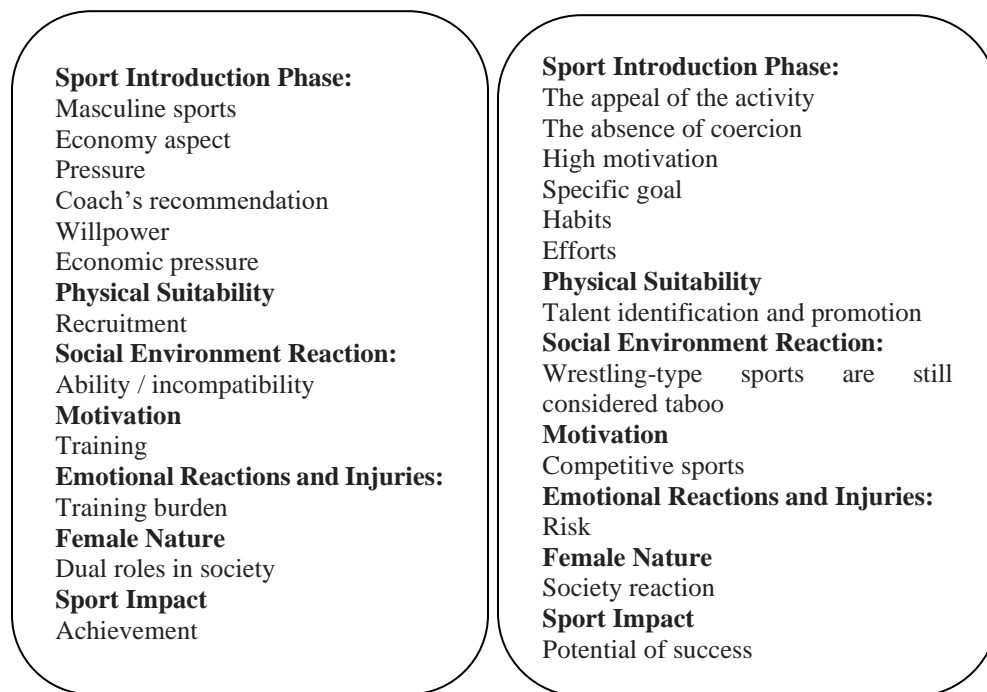 Sport Introduction Phase:
Masculine sports
Economy aspect
Pressure
Coach’s recommendation
Willpower
Economic pressure
Physical Suitability
Recruitment
Social Environment Reaction:
Ability / incompatibility
Motivation
Training
Emotional Reactions and Injuries:
Training burden
Female Nature
Dual roles in society
Sport Impact
Achievement
Sport Introduction Phase:
The appeal of the activity
The absence of coercion
High motivation
Specific goal
Habits
Efforts
Physical Suitability
Talent identification and promotion
Social Environment Reaction:
Wrestling-type sports are still
considered taboo
Motivation
Competitive sports
Emotional Reactions and Injuries:
Risk
Female Nature
Society reaction
Sport Impact
Potential of success